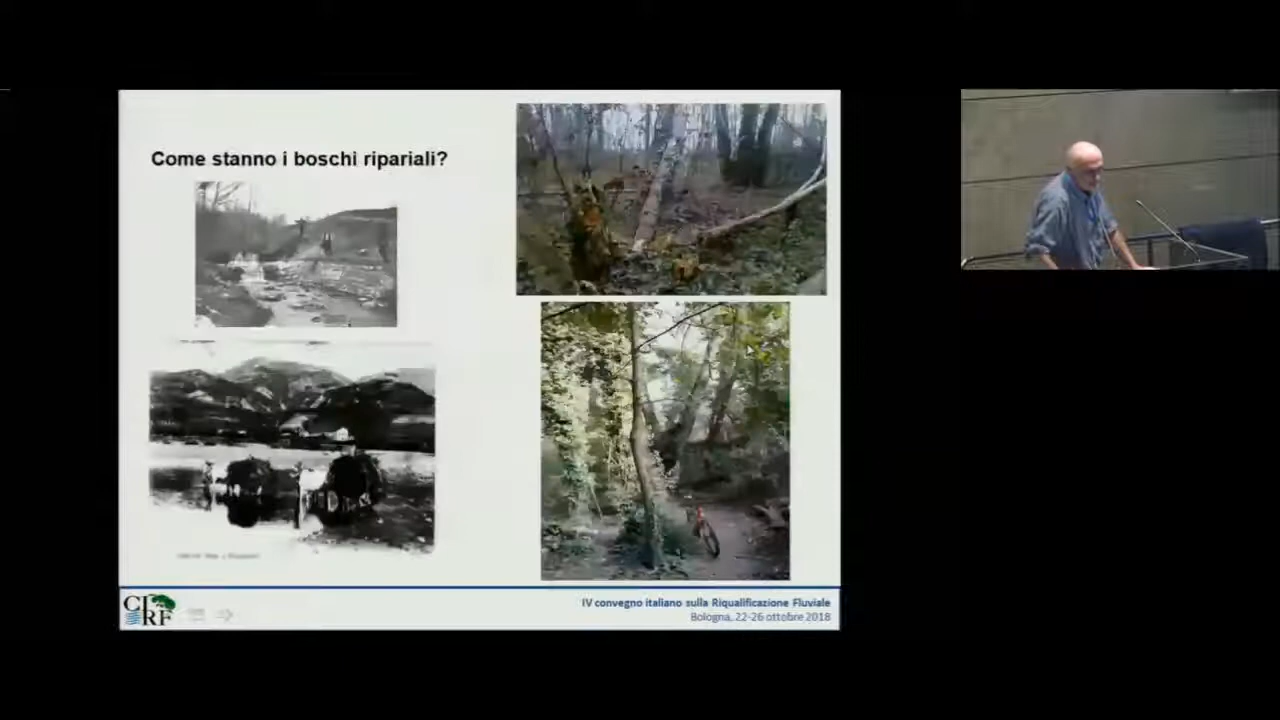 Come stanno i boschi ripariali?
CIRF
IV convegno italiano sulla Riqualificazione Fluviale
Bologna, 22-26 ottobre 2018